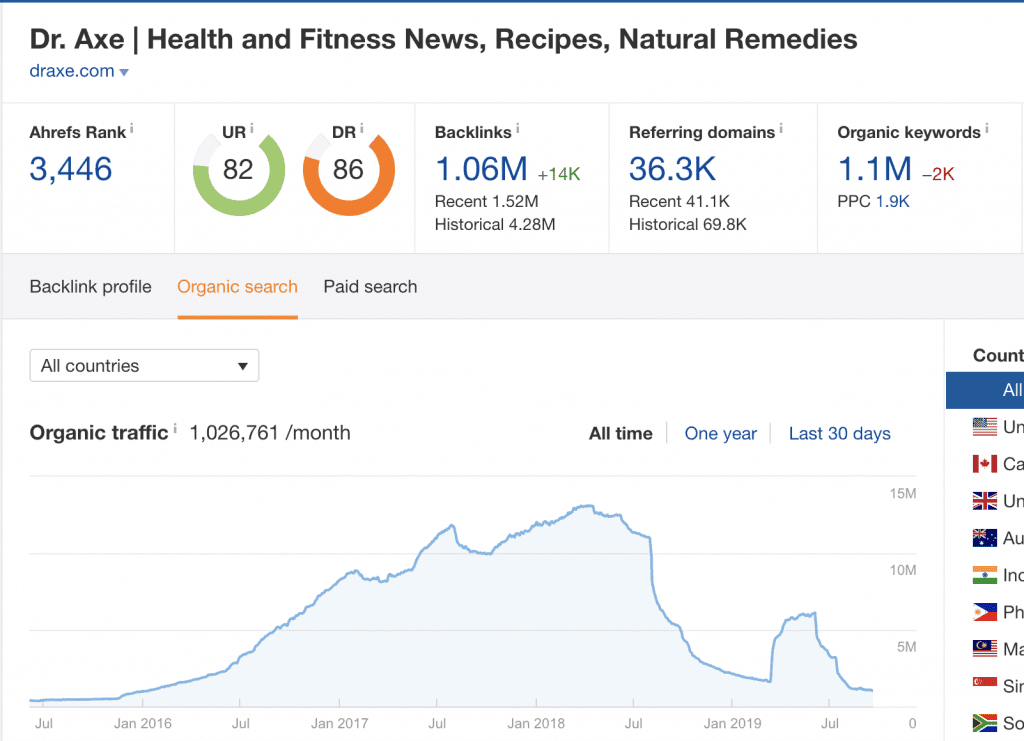 Dr. Axe | Health and Fitness News, Recipes, Natural Remedies
draxe.com
Ahrefs Rank i
3,446
UR i
82
DR i
86
Backlinks i
1.06M +14K
Recent 1.52M
Historical 4.28M
Referring domains i
36.3K
Recent 41.1K
Historical 69.8K
Organic keywords i
1.1M –2K
PPC 1.9K
Backlink profile Organic search Paid search
All countries
Organic traffic i 1,026,761 /month
All time One year Last 30 days
15M
10M
5M
0
Jul Jan 2016 Jul Jan 2017 Jul Jan 2018 Jul Jan 2019 Jul
Count
All
Un
Ca
Un
Au
Ind
Ph
Ma
Sin
So